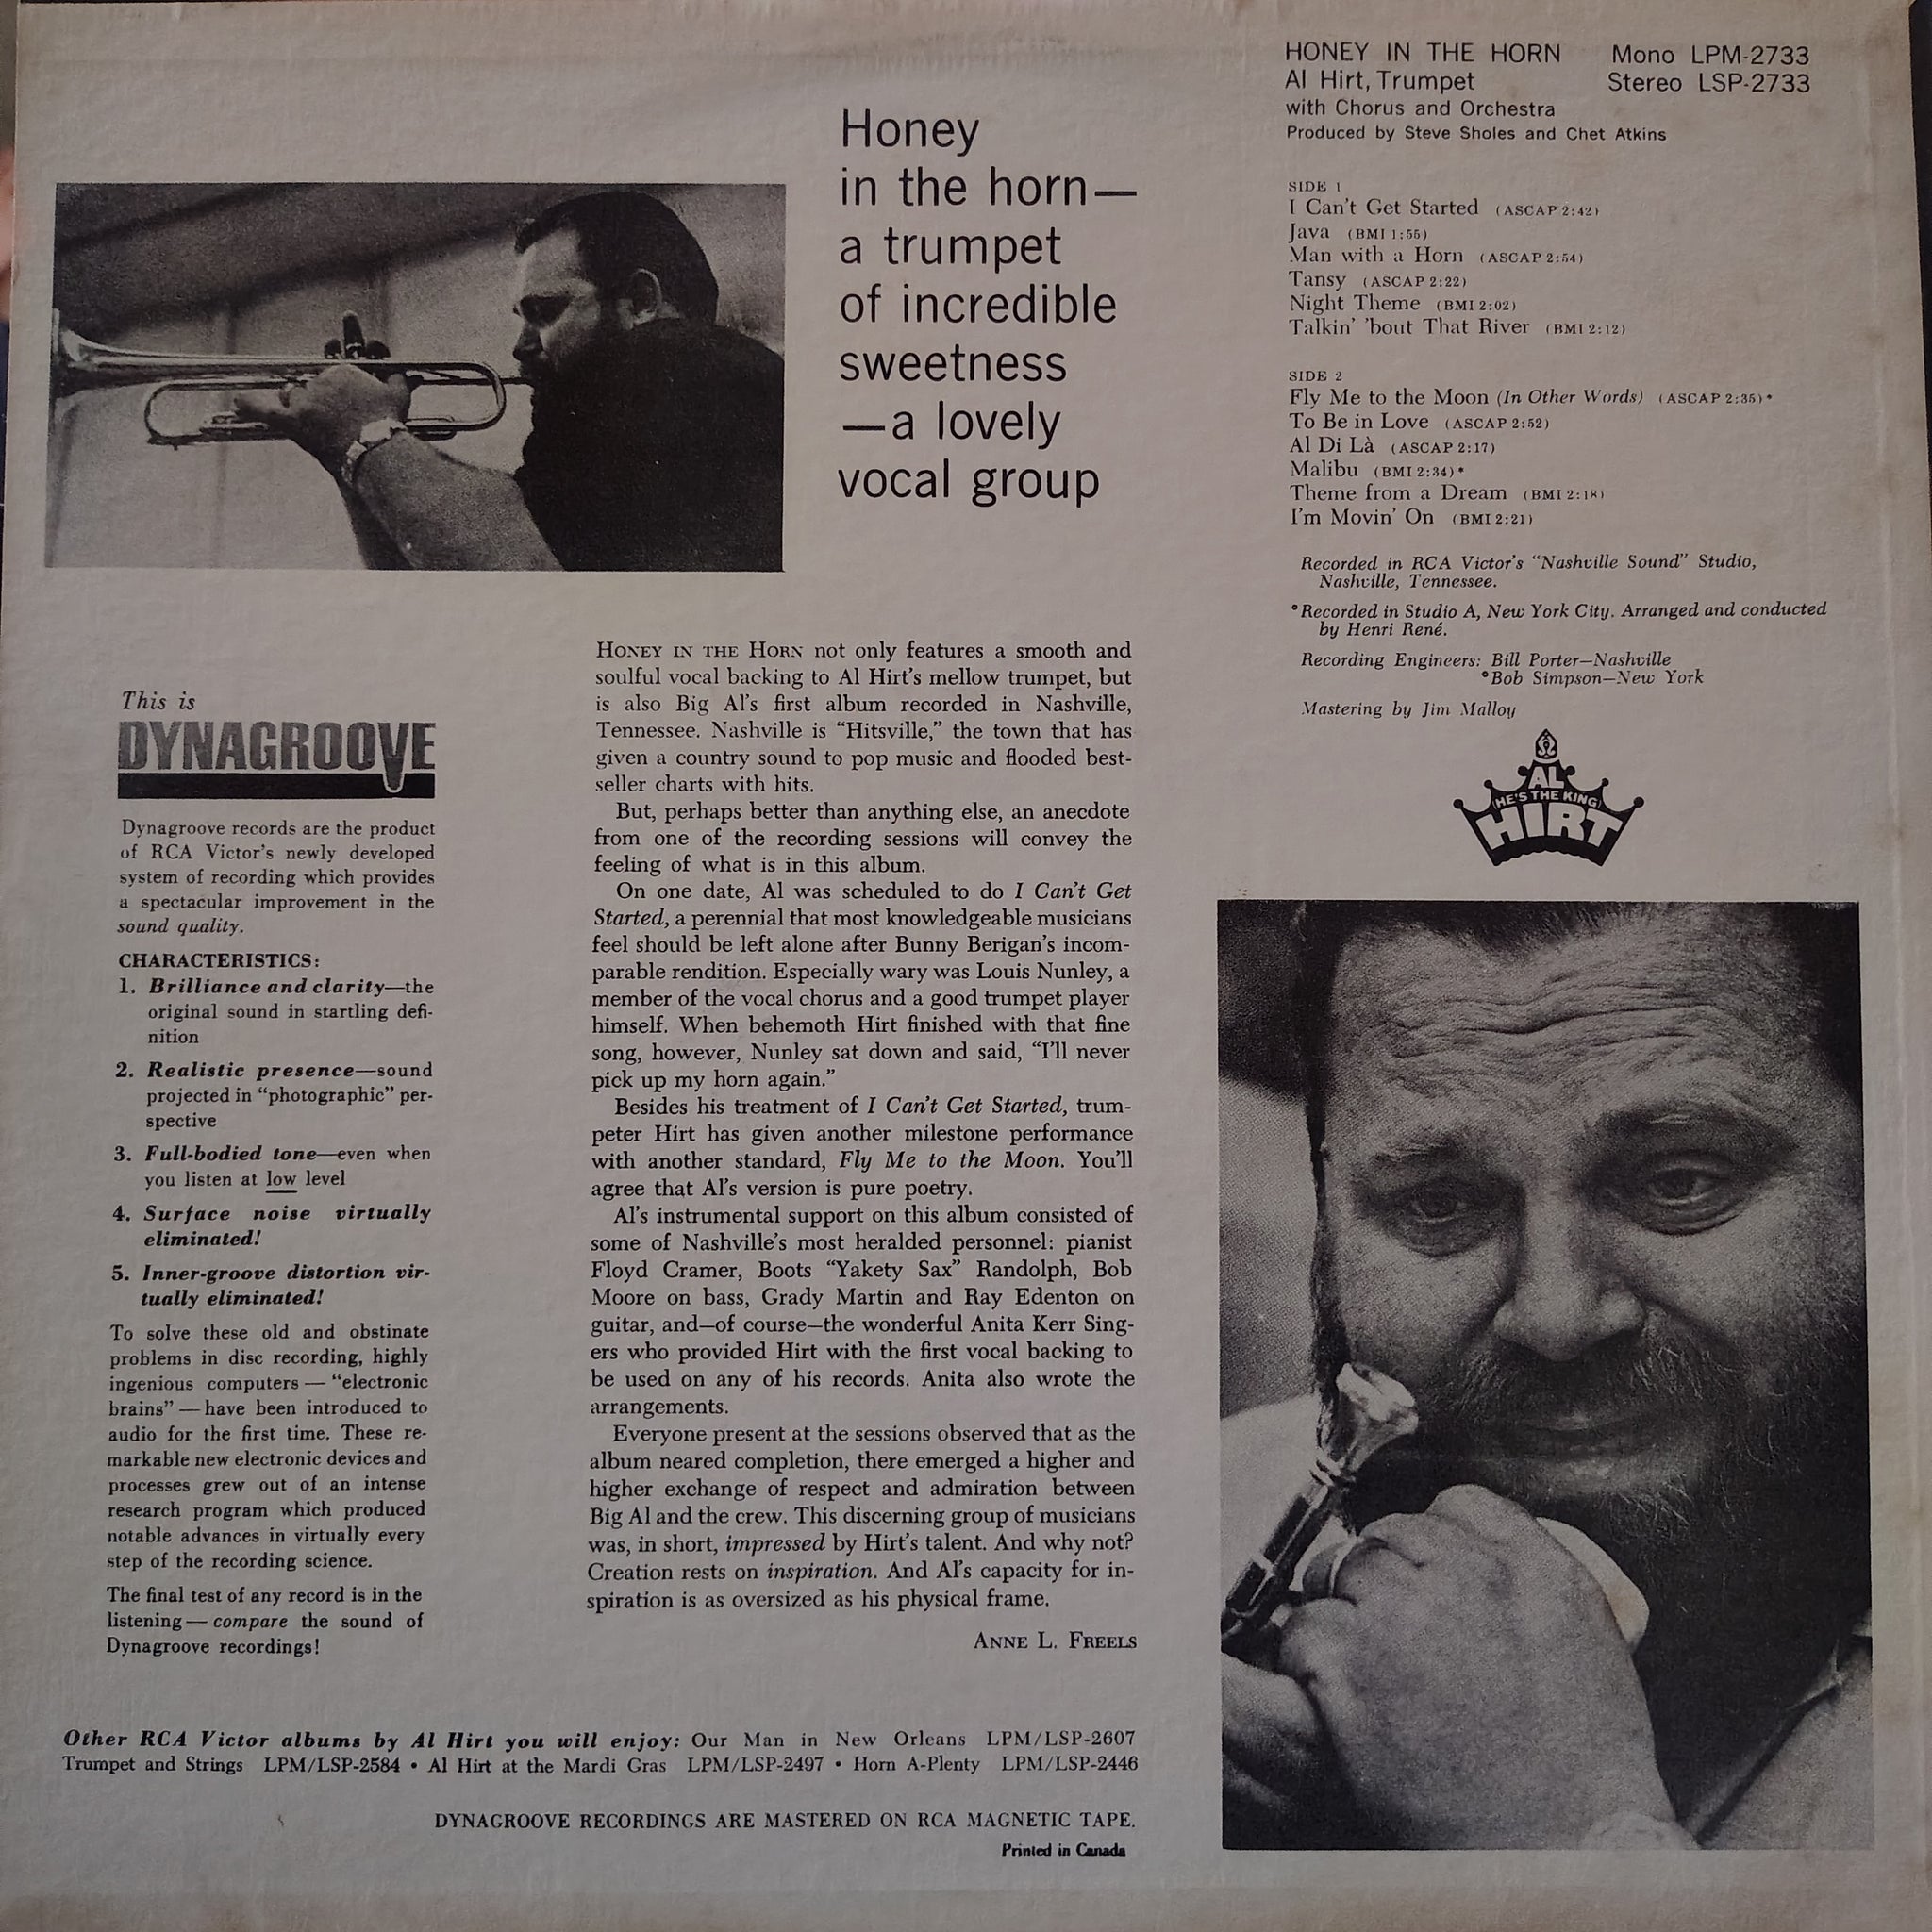 HONEY IN THE HORN Mono LPM-2733
Al Hirt, Trumpet Stereo LSP-2733
with Chorus and Orchestra
Produced by Steve Sholes and Chet Atkins
Honey
in the horn—
a trumpet
of incredible
sweetness
—a lovely
vocal group
SIDE 1
I Can't Get Started (ASCAP 2:42)
Java (BMI 1:55)
Man with a Horn (ASCAP 2:54)
Tansy (ASCAP 2:22)
Night Theme (BMI 2:02)
Talkin' 'bout That River (BMI 2:12)
SIDE 2
Fly Me to the Moon (In Other Words) (ASCAP 2:35)*
To Be in Love (ASCAP 2:52)
Al Di Là (ASCAP 2:17)
Malibu (BMI 2:34)*
Theme from a Dream (BMI 2:18)
I'm Movin' On (BMI 2:21)
Recorded in RCA Victor's “Nashville Sound” Studio,
Nashville, Tennessee.
*Recorded in Studio A, New York City. Arranged and conducted
by Henri René.
Recording Engineers: Bill Porter—Nashville
*Bob Simpson—New York
Mastering by Jim Malloy
AL
HE'S THE KING
HIRT
This is
DYNAGROOVE
Dynagroove records are the product
of RCA Victor's newly developed
system of recording which provides
a spectacular improvement in the
sound quality.
CHARACTERISTICS:
1. Brilliance and clarity—the
original sound in startling defi-
nition
2. Realistic presence—sound
projected in “photographic” per-
spective
3. Full-bodied tone—even when
you listen at low level
4. Surface noise virtually
eliminated!
5. Inner-groove distortion vir-
tually eliminated!
To solve these old and obstinate
problems in disc recording, highly
ingenious computers — “electronic
brains” — have been introduced to
audio for the first time. These re-
markable new electronic devices and
processes grew out of an intense
research program which produced
notable advances in virtually every
step of the recording science.
The final test of any record is in the
listening — compare the sound of
Dynagroove recordings!
HONEY IN THE HORN not only features a smooth and
soulful vocal backing to Al Hirt's mellow trumpet, but
is also Big Al's first album recorded in Nashville,
Tennessee. Nashville is “Hitsville,” the town that has
given a country sound to pop music and flooded best-
seller charts with hits.
But, perhaps better than anything else, an anecdote
from one of the recording sessions will convey the
feeling of what is in this album.
On one date, Al was scheduled to do I Can't Get
Started, a perennial that most knowledgeable musicians
feel should be left alone after Bunny Berigan's incom-
parable rendition. Especially wary was Louis Nunley, a
member of the vocal chorus and a good trumpet player
himself. When behemoth Hirt finished with that fine
song, however, Nunley sat down and said, “I'll never
pick up my horn again.”
Besides his treatment of I Can't Get Started, trum-
peter Hirt has given another milestone performance
with another standard, Fly Me to the Moon. You'll
agree that Al's version is pure poetry.
Al's instrumental support on this album consisted of
some of Nashville's most heralded personnel: pianist
Floyd Cramer, Boots “Yakety Sax” Randolph, Bob
Moore on bass, Grady Martin and Ray Edenton on
guitar, and—of course—the wonderful Anita Kerr Sing-
ers who provided Hirt with the first vocal backing to
be used on any of his records. Anita also wrote the
arrangements.
Everyone present at the sessions observed that as the
album neared completion, there emerged a higher and
higher exchange of respect and admiration between
Big Al and the crew. This discerning group of musicians
was, in short, impressed by Hirt's talent. And why not?
Creation rests on inspiration. And Al's capacity for in-
spiration is as oversized as his physical frame.
ANNE L. FREELS
Other RCA Victor albums by Al Hirt you will enjoy: Our Man in New Orleans LPM/LSP-2607
Trumpet and Strings LPM/LSP-2584 • Al Hirt at the Mardi Gras LPM/LSP-2497 • Horn A-Plenty LPM/LSP-2446
DYNAGROOVE RECORDINGS ARE MASTERED ON RCA MAGNETIC TAPE.
Printed in Canada